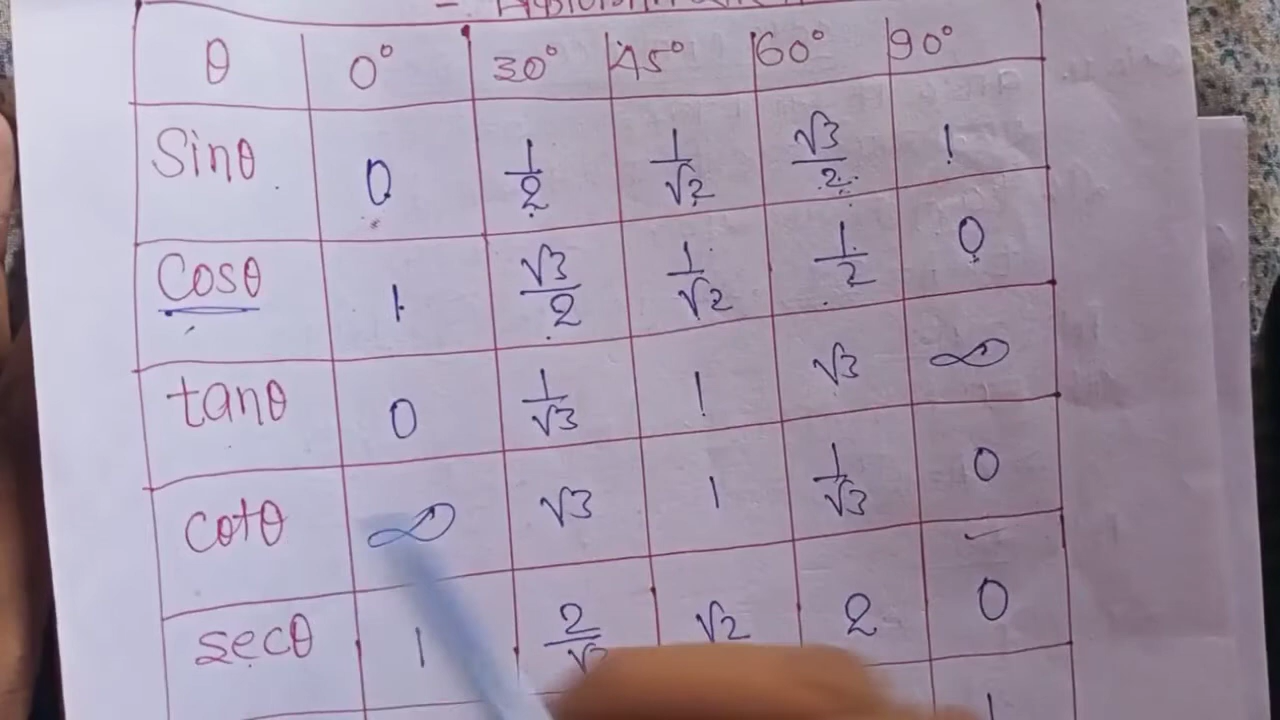 θ 0° 30° 45° 60° 90°
Sinθ 0 1/2 1/√2 √3/2 1
Cosθ 1 √3/2 1/√2 1/2 0
tanθ 0 1/√3 1 √3 ∞
cotθ ∞ √3 1 1/√3 0
secθ 1 √2 2 0
1